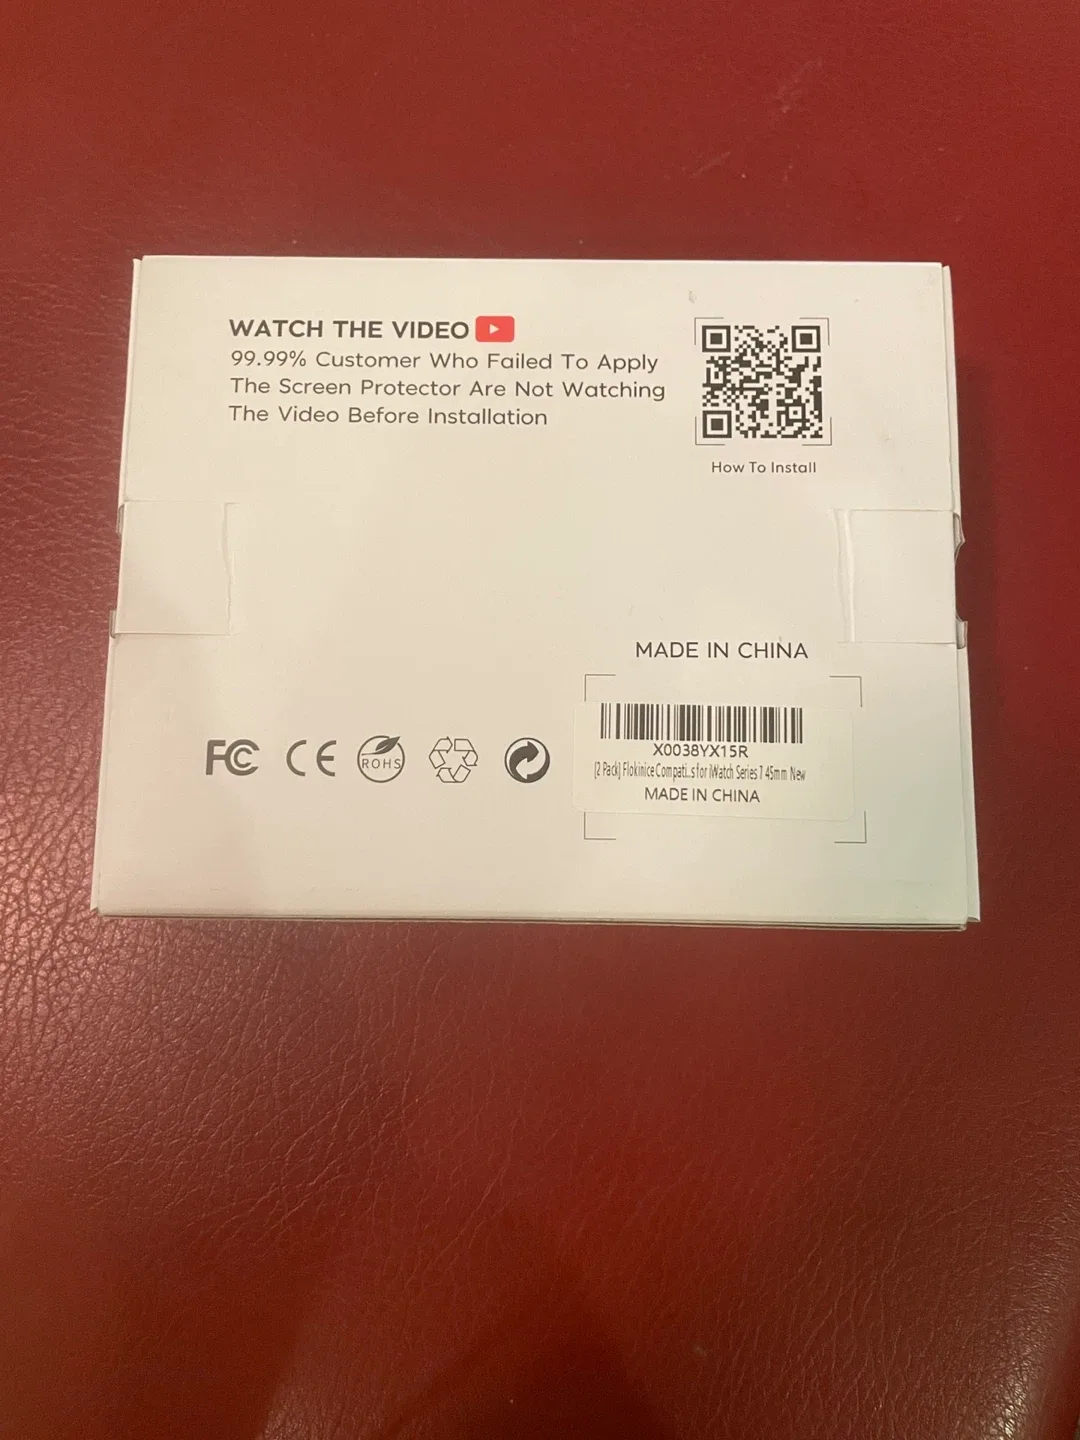 WATCH THE VIDEO
99.99% Customer Who Failed To Apply
The Screen Protector Are Not Watching
The Video Before Installation
How To Install
MADE IN CHINA
FC CE ROHS
X0038YX15R
[2 Pack] Flokinice Compati...s for iWatch Series 7 45mm New
MADE IN CHINA